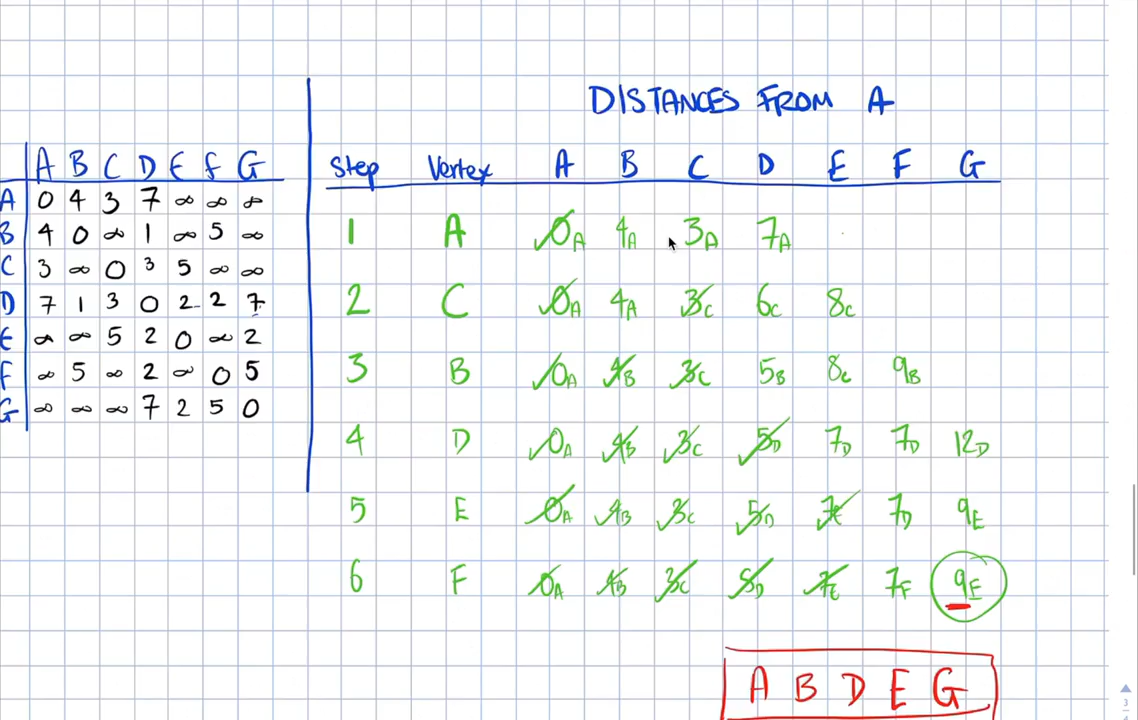 DISTANCES FROM A
A B C D E F G
A 0 4 3 7 ∞ ∞ ∞
B 4 0 ∞ 1 ∞ 5 ∞
C 3 ∞ 0 3 5 ∞ ∞
D 7 1 3 0 2 2 7
E ∞ ∞ 5 2 0 ∞ 2
F ∞ 5 ∞ 2 ∞ 0 5
G ∞ ∞ ∞ 7 2 5 0
Step Vertex A B C D E F G
1 A 0A 4A 3A 7A
2 C 0A 4A 3C 6C 8C
3 B 0A 4B 3C 5B 8C 9B
4 D 0A 4B 3C 5D 7D 7D 12D
5 E 0A 4B 3C 5D 7E 7D 9E
6 F 0A 4B 3C 5D 7E 7F 9E
A B D E G
3